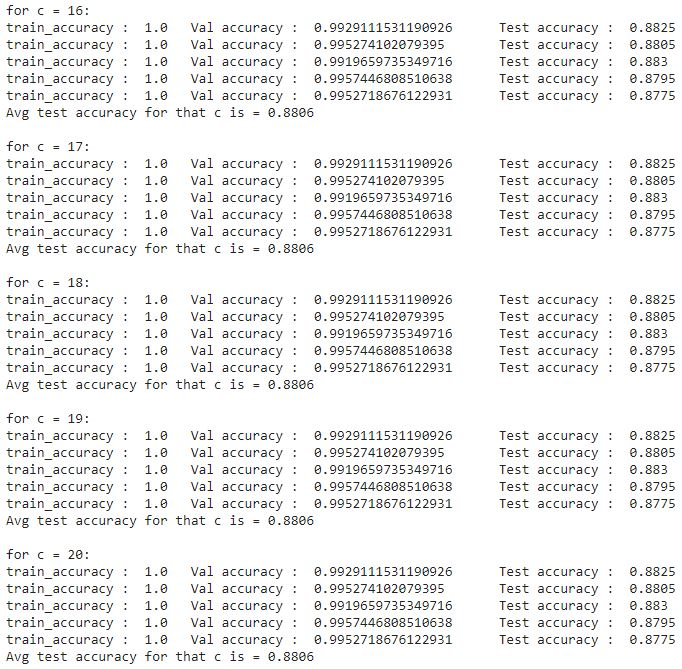 for c = 16:
train_accuracy : 1.0 Val accuracy : 0.9929111531190926 Test accuracy : 0.8825
train_accuracy : 1.0 Val accuracy : 0.995274102079395 Test accuracy : 0.8805
train_accuracy : 1.0 Val accuracy : 0.9919659735349716 Test accuracy : 0.883
train_accuracy : 1.0 Val accuracy : 0.9957446808510638 Test accuracy : 0.8795
train_accuracy : 1.0 Val accuracy : 0.9952718676122931 Test accuracy : 0.8775
Avg test accuracy for that c is = 0.8806
for c = 17:
train_accuracy : 1.0 Val accuracy : 0.9929111531190926 Test accuracy : 0.8825
train_accuracy : 1.0 Val accuracy : 0.995274102079395 Test accuracy : 0.8805
train_accuracy : 1.0 Val accuracy : 0.9919659735349716 Test accuracy : 0.883
train_accuracy : 1.0 Val accuracy : 0.9957446808510638 Test accuracy : 0.8795
train_accuracy : 1.0 Val accuracy : 0.9952718676122931 Test accuracy : 0.8775
Avg test accuracy for that c is = 0.8806
for c = 18:
train_accuracy : 1.0 Val accuracy : 0.9929111531190926 Test accuracy : 0.8825
train_accuracy : 1.0 Val accuracy : 0.995274102079395 Test accuracy : 0.8805
train_accuracy : 1.0 Val accuracy : 0.9919659735349716 Test accuracy : 0.883
train_accuracy : 1.0 Val accuracy : 0.9957446808510638 Test accuracy : 0.8795
train_accuracy : 1.0 Val accuracy : 0.9952718676122931 Test accuracy : 0.8775
Avg test accuracy for that c is = 0.8806
for c = 19:
train_accuracy : 1.0 Val accuracy : 0.9929111531190926 Test accuracy : 0.8825
train_accuracy : 1.0 Val accuracy : 0.995274102079395 Test accuracy : 0.8805
train_accuracy : 1.0 Val accuracy : 0.9919659735349716 Test accuracy : 0.883
train_accuracy : 1.0 Val accuracy : 0.9957446808510638 Test accuracy : 0.8795
train_accuracy : 1.0 Val accuracy : 0.9952718676122931 Test accuracy : 0.8775
Avg test accuracy for that c is = 0.8806
for c = 20:
train_accuracy : 1.0 Val accuracy : 0.9929111531190926 Test accuracy : 0.8825
train_accuracy : 1.0 Val accuracy : 0.995274102079395 Test accuracy : 0.8805
train_accuracy : 1.0 Val accuracy : 0.9919659735349716 Test accuracy : 0.883
train_accuracy : 1.0 Val accuracy : 0.9957446808510638 Test accuracy : 0.8795
train_accuracy : 1.0 Val accuracy : 0.9952718676122931 Test accuracy : 0.8775
Avg test accuracy for that c is = 0.8806